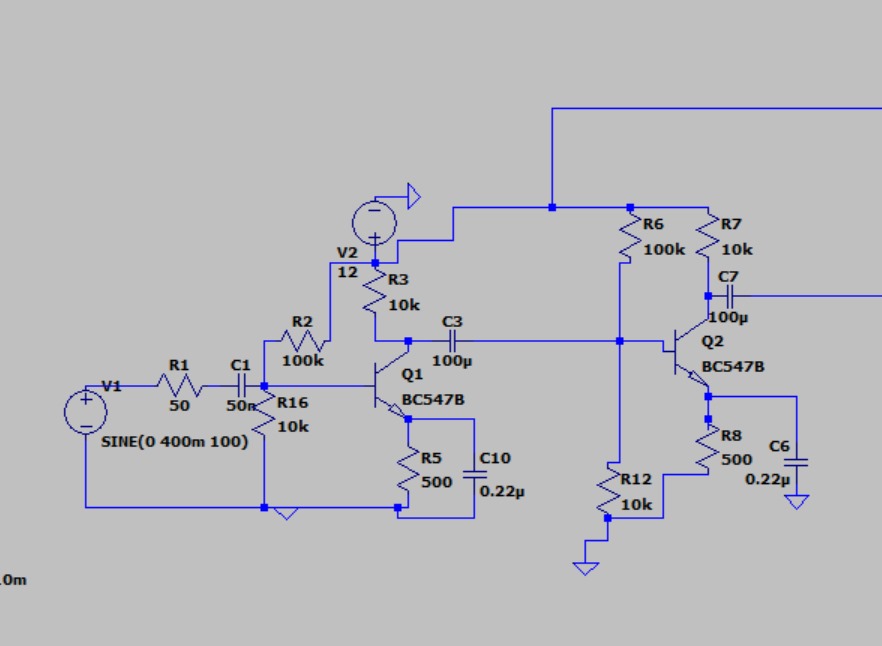 R6
100k
R7
10k
V2
12
R3
10k
C7
100µ
R2
100k
C3
100µ
Q2
BC547B
R1
50
C1
50n
V1
R16
10k
Q1
BC547B
SINE(0 400m 100)
R5
500
C10
0.22µ
R8
500
C6
0.22µ
R12
10k
.0m